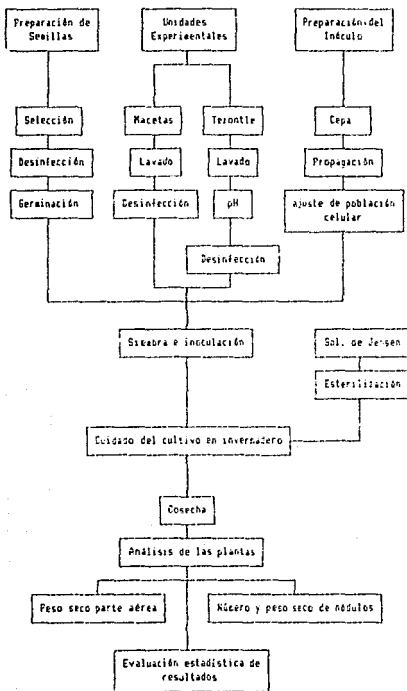 Preparación de
Semillas
Unidades
Experimentales
Preparación del
Inóculo
Selección
Macetas
Tezontle
Cepa
Desinfección
Lavado
Lavado
Propagación
Germinación
Desinfección
pH
ajuste de población
celular
Desinfección
Siembra e inoculación
Sol. de Jensen
Esterilización
Cuidado del cultivo en invernadero
Cosecha
Análisis de las plantas
Peso seco parte aérea
Número y peso seco de nódulos
Evaluación estadística de
resultados